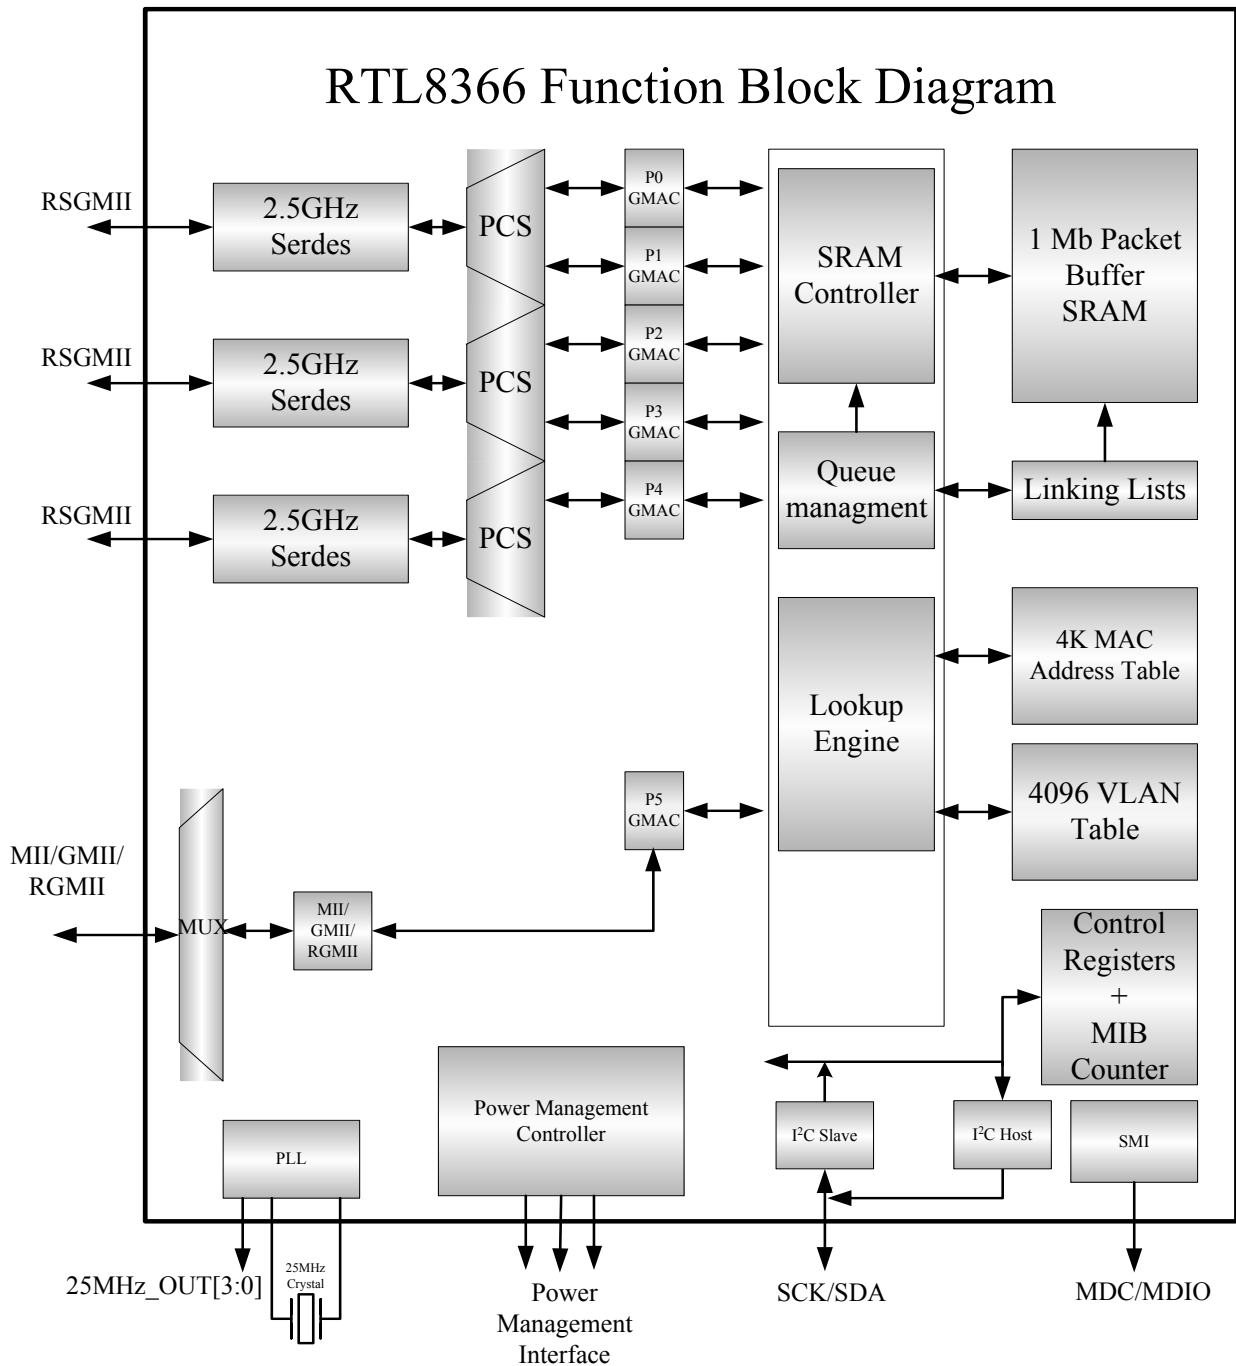 RTL8366 Function Block Diagram
RSGMII
2.5GHz
Serdes
PCS
P0
GMAC
P1
GMAC
SRAM
Controller
1 Mb Packet
Buffer
SRAM
RSGMII
2.5GHz
Serdes
PCS
P2
GMAC
P3
GMAC
RSGMII
2.5GHz
Serdes
PCS
P4
GMAC
Queue
managment
Linking Lists
Lookup
Engine
4K MAC
Address Table
4096 VLAN
Table
P5
GMAC
MII/GMII/
RGMII
MUX
MII/
GMII/
RGMII
Control
Registers
+
MIB
Counter
Power Management
Controller
PLL
I²C Slave
I²C Host
SMI
25MHz_OUT[3:0]
25MHz
Crystal
Power
Management
Interface
SCK/SDA
MDC/MDIO